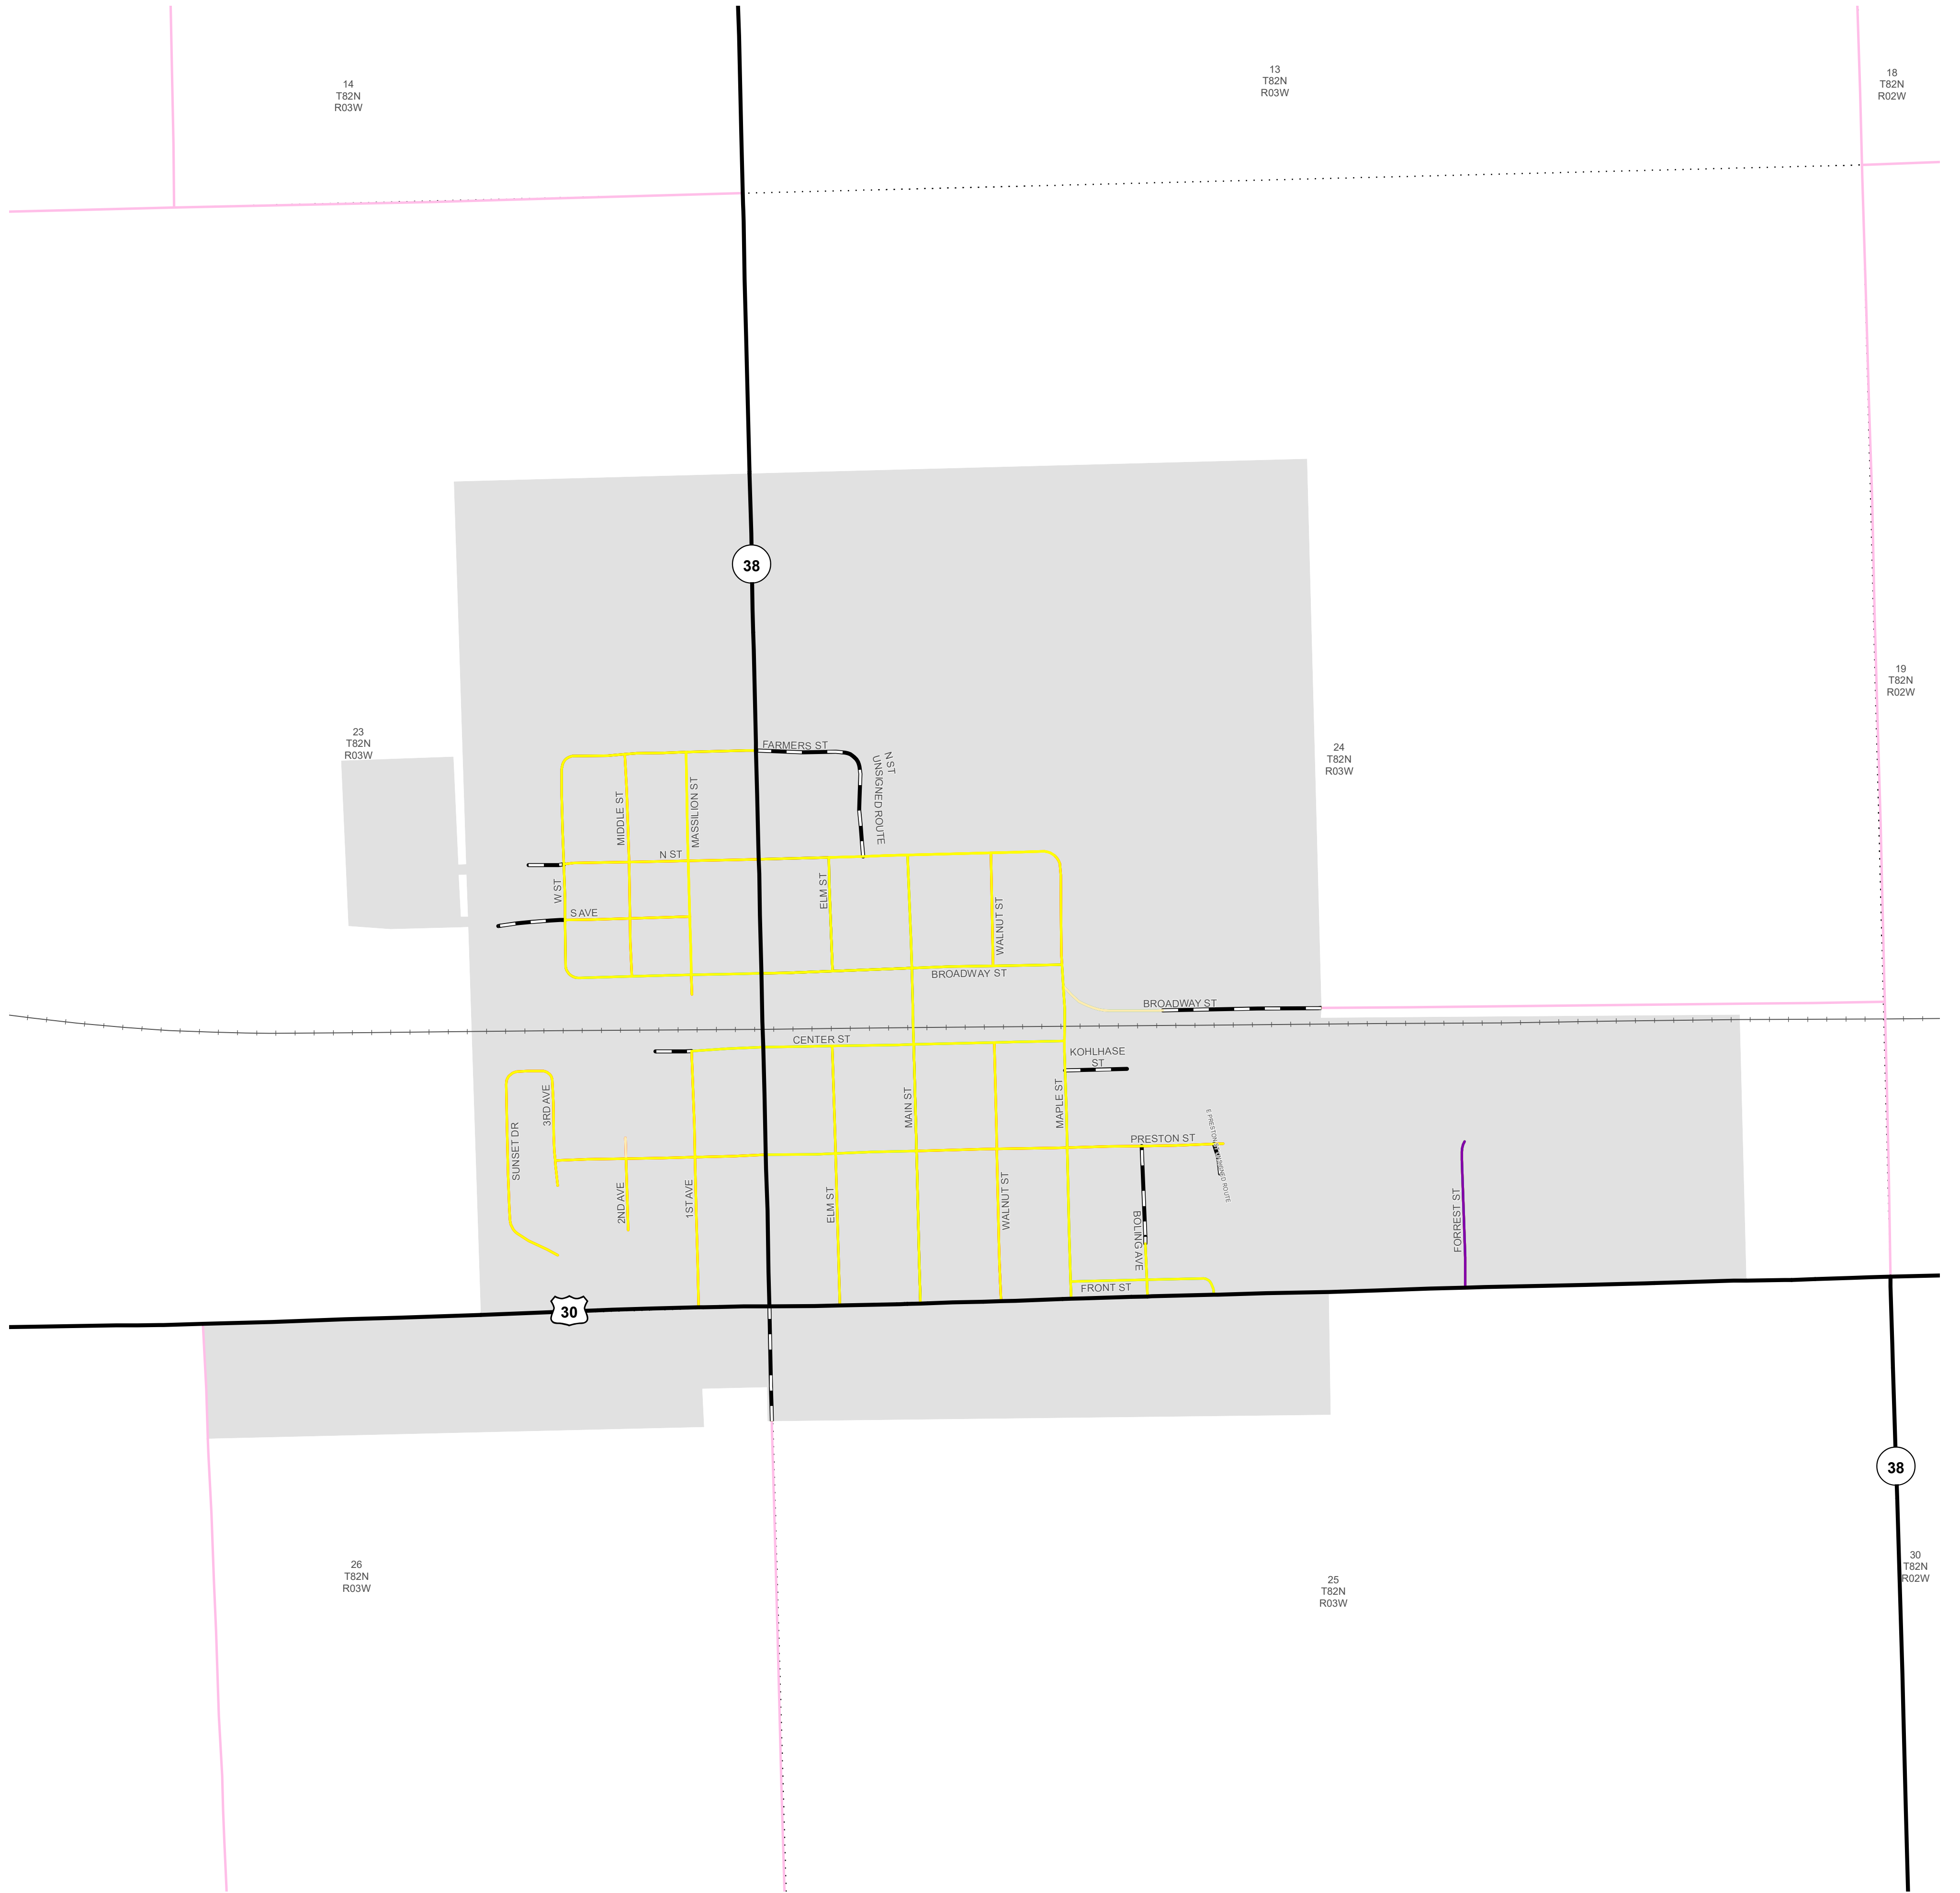 14
T82N
R03W
13
T82N
R03W
18
T82N
R02W
38
19
T82N
R02W
23
T82N
R03W
24
T82N
R03W
FARMERS ST
N ST
UNSIGNED ROUTE
MIDDLE ST
MASSILION ST
N ST
W ST
S AVE
ELM ST
WALNUT ST
BROADWAY ST
BROADWAY ST
CENTER ST
KOHLHASE
ST
3RD AVE
SUNSET DR
MAIN ST
MAPLE ST
PRESTON ST
E PRESTON
UNSIGNED ROUTE
2ND AVE
1ST AVE
ELM ST
WALNUT ST
BOLING AVE
FORREST ST
FRONT ST
30
38
26
T82N
R03W
25
T82N
R03W
30
T82N
R02W